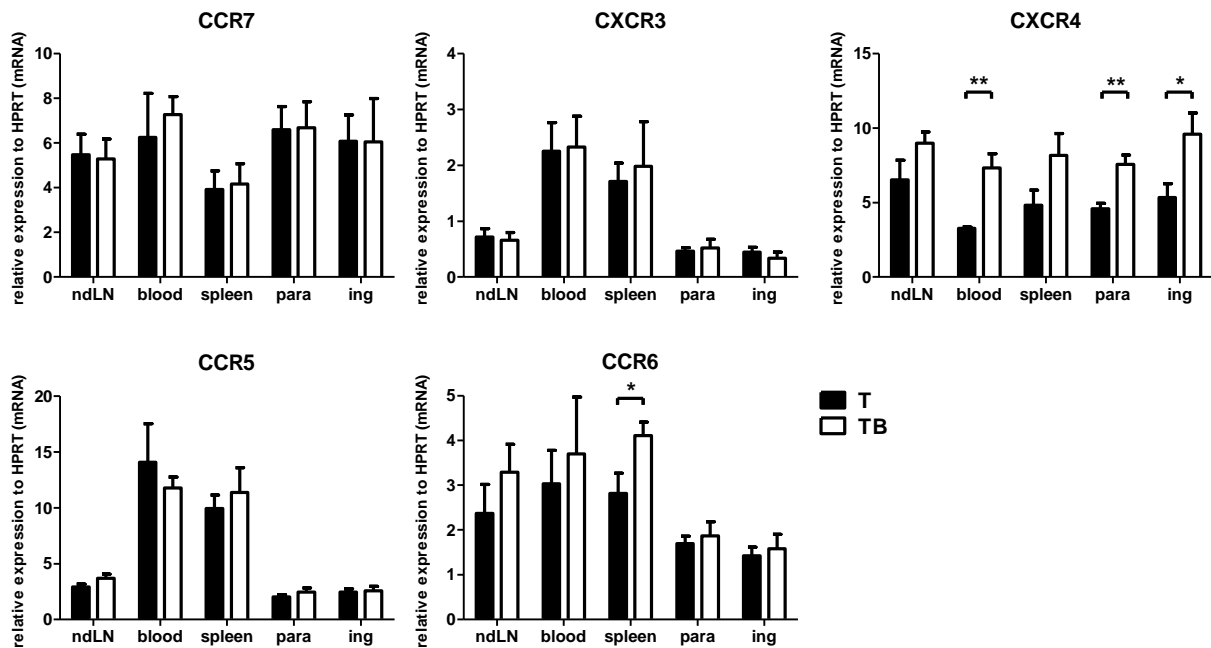 CCR7
relative expression to HPRT (mRNA)
10
8
6
4
2
0
ndLN blood spleen para ing
CXCR3
relative expression to HPRT (mRNA)
4
3
2
1
0
ndLN blood spleen para ing
CXCR4
relative expression to HPRT (mRNA)
15
10
5
0
** ** *
ndLN blood spleen para ing
CCR5
relative expression to HPRT (mRNA)
20
15
10
5
0
ndLN blood spleen para ing
CCR6
relative expression to HPRT (mRNA)
5
4
3
2
1
0
*
ndLN blood spleen para ing
T
TB